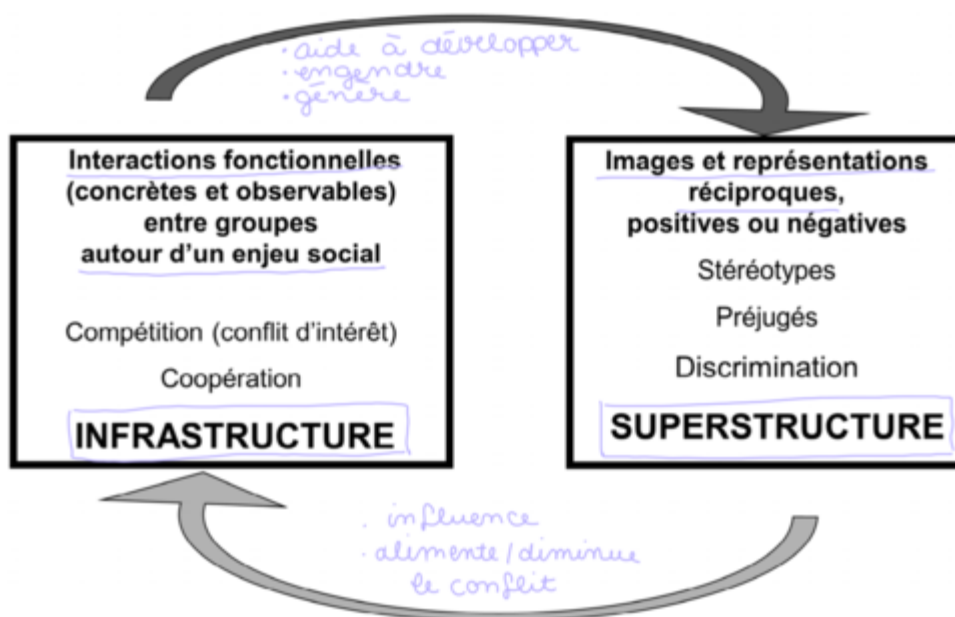 · aide à développer
· engendre
· génère
Interactions fonctionnelles
(concrètes et observables)
entre groupes
autour d'un enjeu social
Compétition (conflit d'intérêt)
Coopération
INFRASTRUCTURE
Images et représentations
réciproques,
positives ou négatives
Stéréotypes
Préjugés
Discrimination
SUPERSTRUCTURE
· influence
· alimente/diminue
le conflit